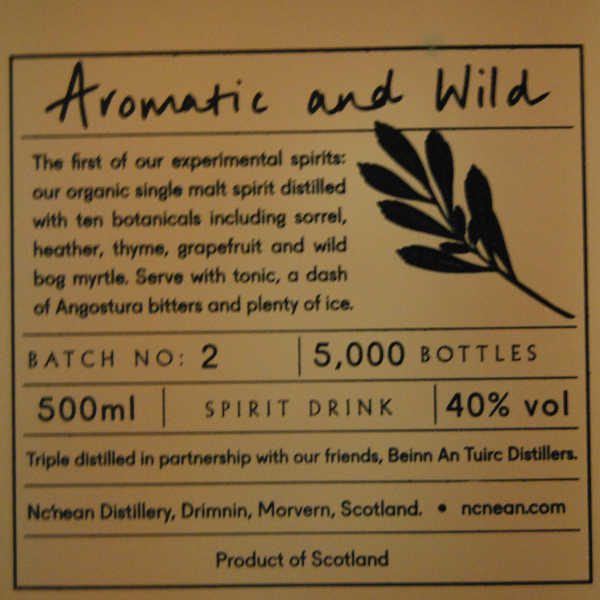 Aromatic and Wild
The first of our experimental spirits:
our organic single malt spirit distilled
with ten botanicals including sorrel,
heather, thyme, grapefruit and wild
bog myrtle. Serve with tonic, a dash
of Angostura bitters and plenty of ice.
BATCH NO: 2 5,000 BOTTLES
500ml SPIRIT DRINK 40% vol
Triple distilled in partnership with our friends, Beinn An Tuirc Distillers.
Nc'nean Distillery, Drimnin, Morvern, Scotland. • ncnean.com
Product of Scotland